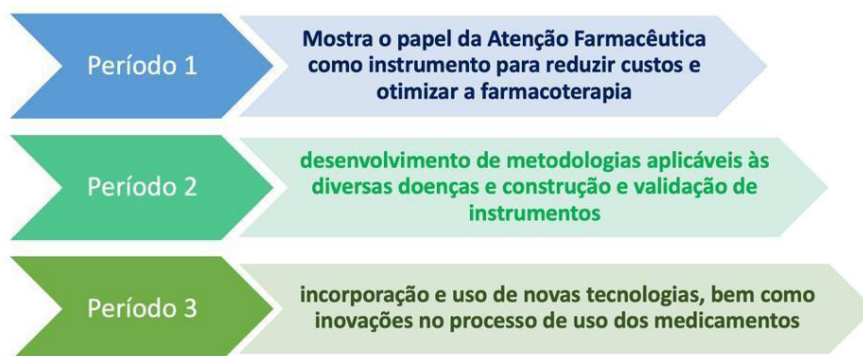 Período 1
Mostra o papel da Atenção Farmacêutica
como instrumento para reduzir custos e
otimizar a farmacoterapia
Período 2
desenvolvimento de metodologias aplicáveis às
diversas doenças e construção e validação de
instrumentos
Período 3
incorporação e uso de novas tecnologias, bem como
inovações no processo de uso dos medicamentos